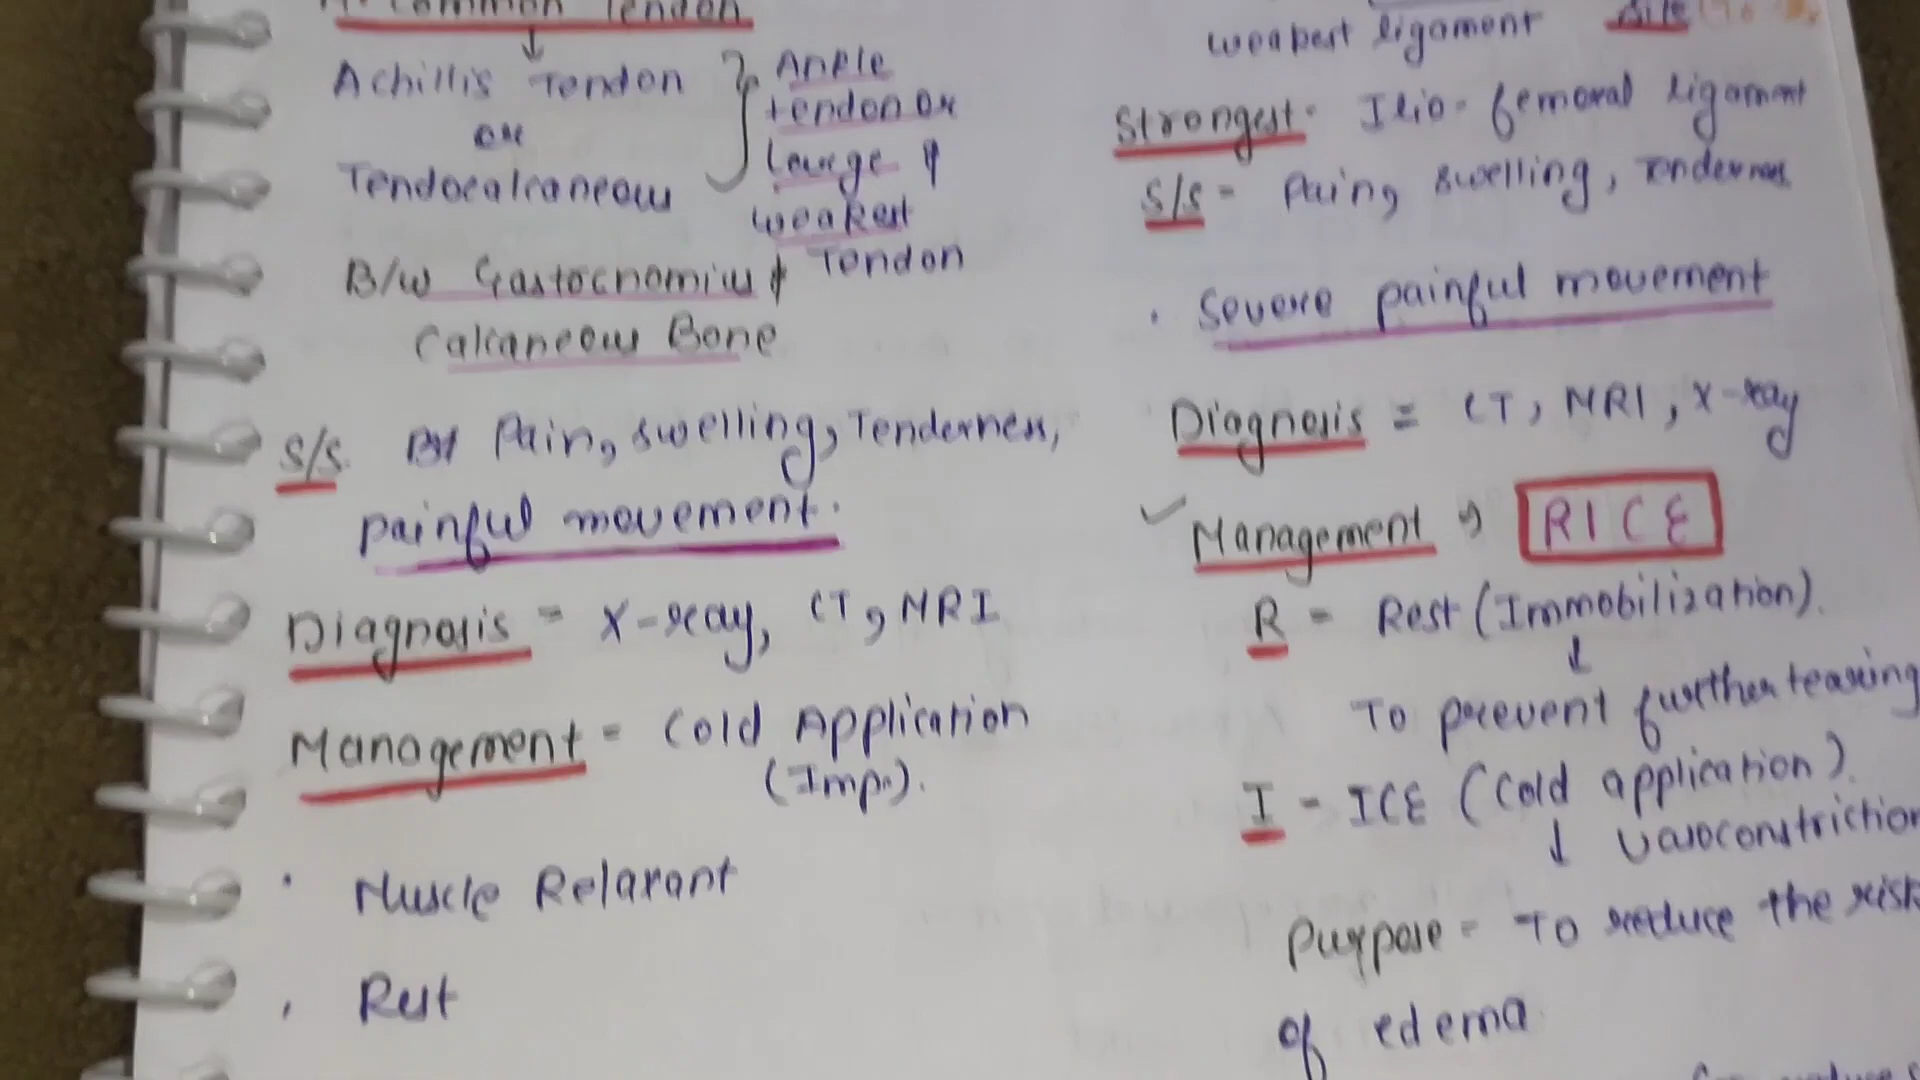 Common Tendon
Achillis Tendon
or
Tendocalcaneous
Ankle
tendon or
Large &
weakest
Tendon
B/w Gastocnomius &
Calcaneous Bone
S/S. Pain, swelling, Tenderness,
painful movement.
Diagnosis = X-ray, CT, MRI
Management = Cold Application
(Imp.).
• Muscle Relaxant
• Rest
weakest ligament
Strongest- Ilio-femoral ligament
S/S - Pain, swelling, Tenderness
• Severe painful movement
Diagnosis = CT, MRI, X-ray
Management → RICE
R - Rest (Immobilization).
↓
To prevent further tearing
I - ICE (Cold application).
↓ vasoconstriction
Purpose - To reduce the risk
of edema